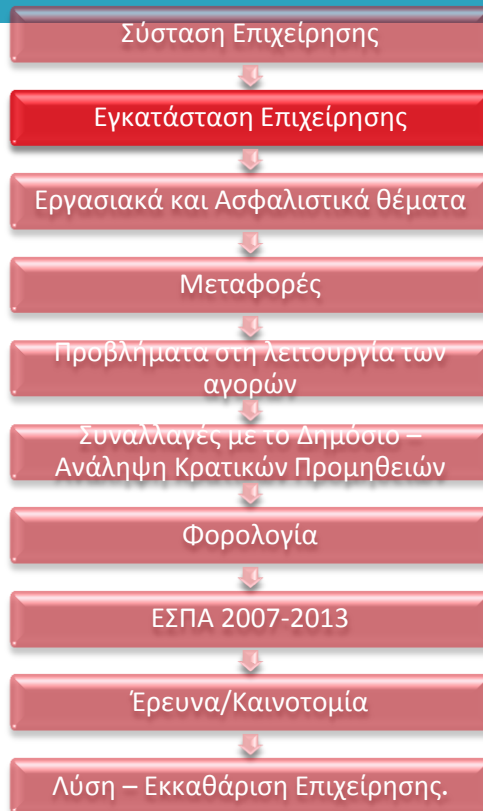 Σύσταση Επιχείρησης
Εγκατάσταση Επιχείρησης
Εργασιακά και Ασφαλιστικά θέματα
Μεταφορές
Προβλήματα στη λειτουργία των
αγορών
Συναλλαγές με το Δημόσιο –
Ανάληψη Κρατικών Προμηθειών
Φορολογία
ΕΣΠΑ 2007-2013
Έρευνα/Καινοτομία
Λύση – Εκκαθάριση Επιχείρησης.